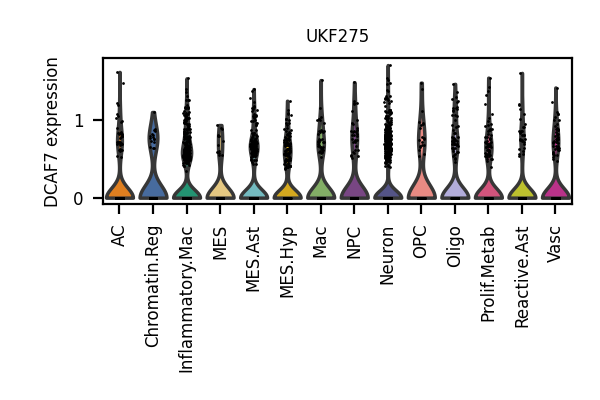 UKF275
DCAF7 expression
1
0
AC
Chromatin.Reg
Inflammatory.Mac
MES
MES.Ast
MES.Hyp
Mac
NPC
Neuron
OPC
Oligo
Prolif.Metab
Reactive.Ast
Vasc